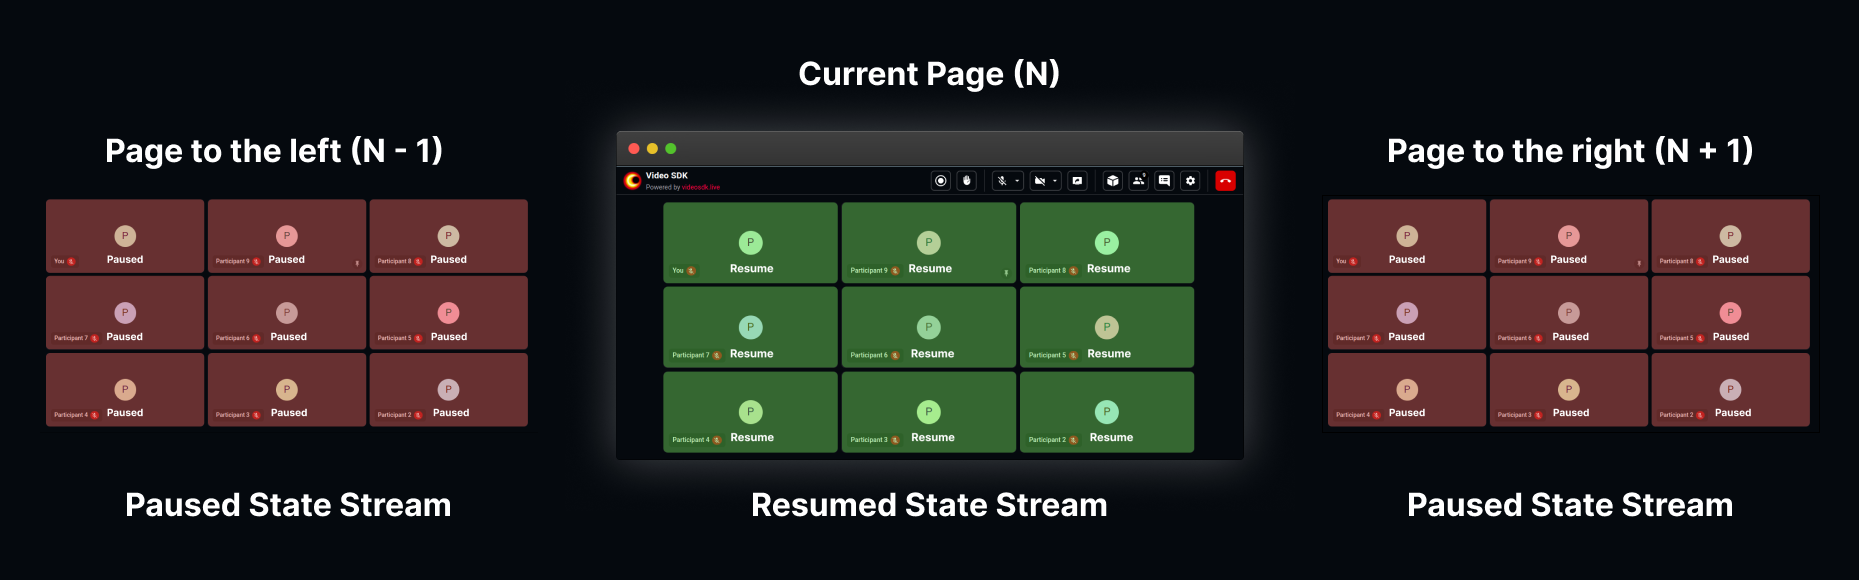 Current Page (N)
Page to the left (N - 1)
P
Paused
You
P
Paused
Participant 9
P
Paused
Participant 8
P
Paused
Participant 7
P
Paused
Participant 6
P
Paused
Participant 5
P
Paused
Participant 4
P
Paused
Participant 3
P
Paused
Participant 2
Paused State Stream
Video SDK
Powered by videosdk live
9
P
Resume
You
P
Resume
Participant 9
P
Resume
Participant 8
P
Resume
Participant 7
P
Resume
Participant 6
P
Resume
Participant 5
P
Resume
Participant 4
P
Resume
Participant 3
P
Resume
Participant 2
Resumed State Stream
Page to the right (N + 1)
P
Paused
You
P
Paused
Participant 9
P
Paused
Participant 8
P
Paused
Participant 7
P
Paused
Participant 6
P
Paused
Participant 5
P
Paused
Participant 4
P
Paused
Participant 3
P
Paused
Participant 2
Paused State Stream